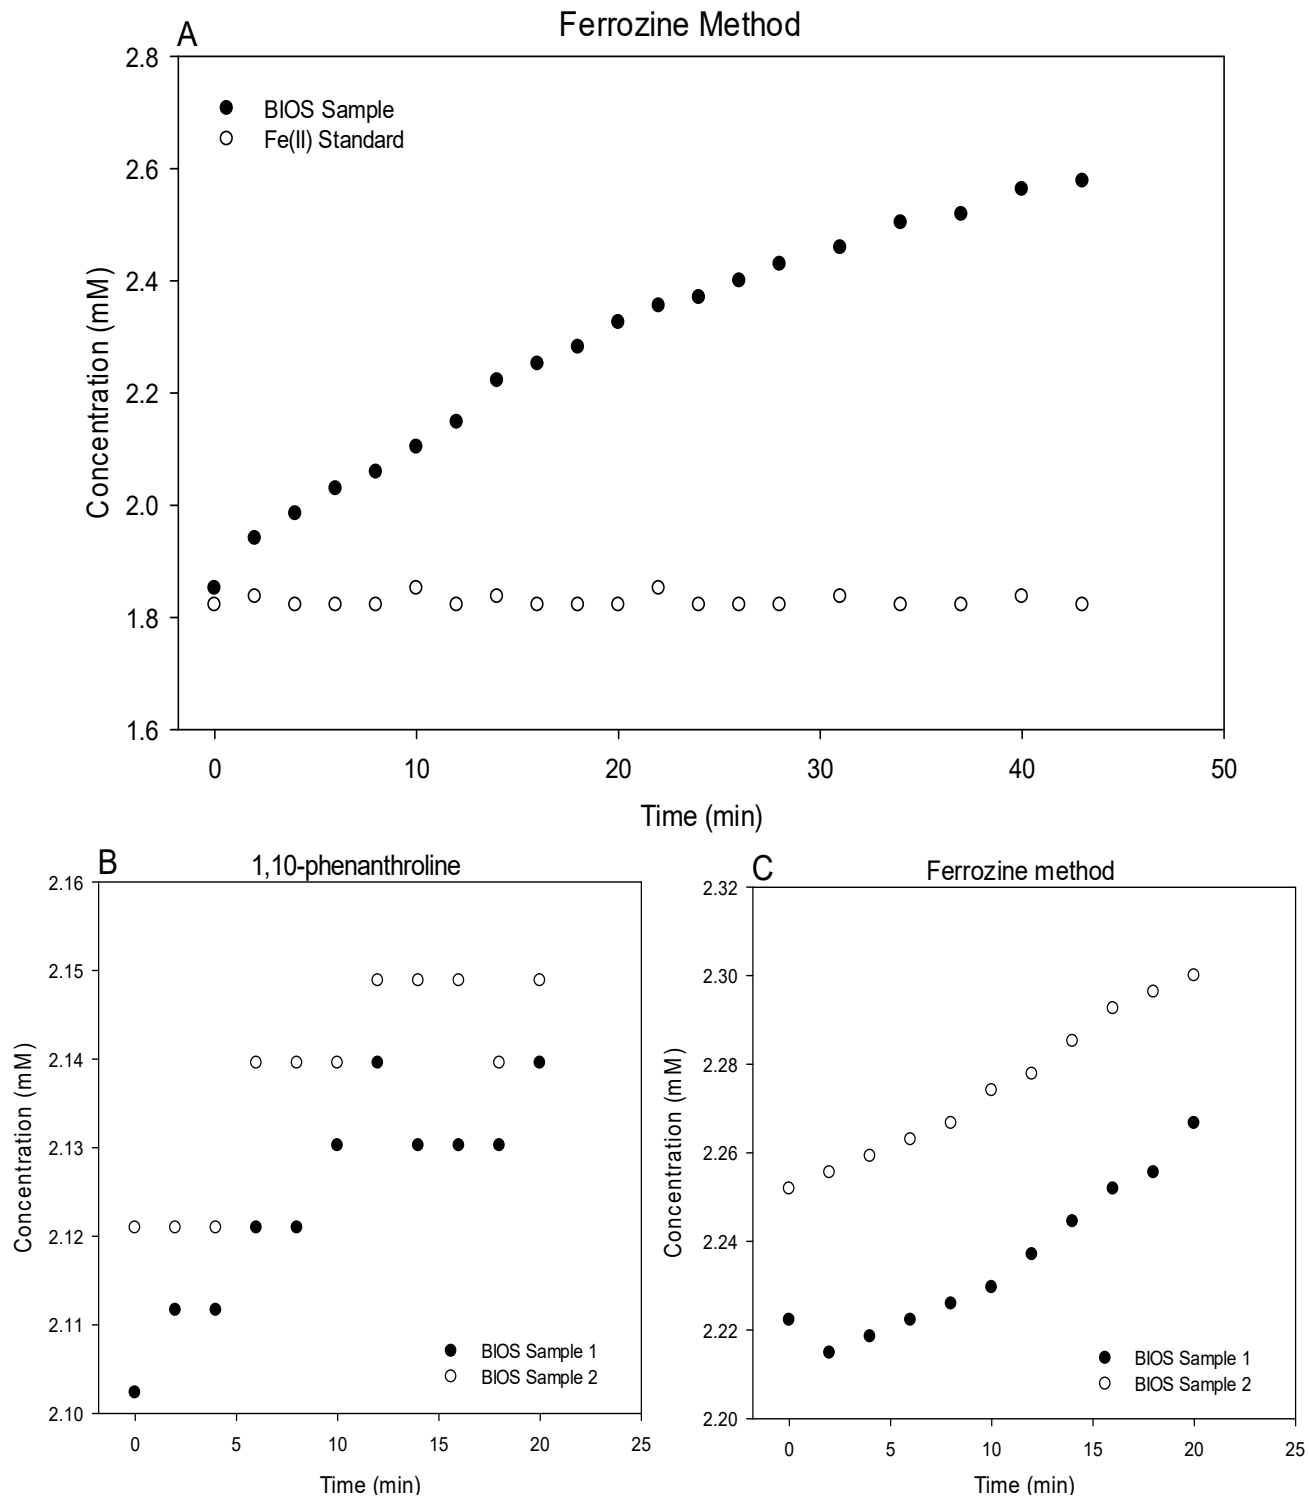 A
Ferrozine Method
2.8
2.6
2.4
2.2
2.0
1.8
1.6
Concentration (mM)
BIOS Sample
Fe(II) Standard
0 10 20 30 40 50
Time (min)
B
1,10-phenanthroline
2.16
2.15
2.14
2.13
2.12
2.11
2.10
Concentration (mM)
BIOS Sample 1
BIOS Sample 2
0 5 10 15 20 25
Time (min)
C
Ferrozine method
2.32
2.30
2.28
2.26
2.24
2.22
2.20
Concentration (mM)
BIOS Sample 1
BIOS Sample 2
0 5 10 15 20 25
Time (min)